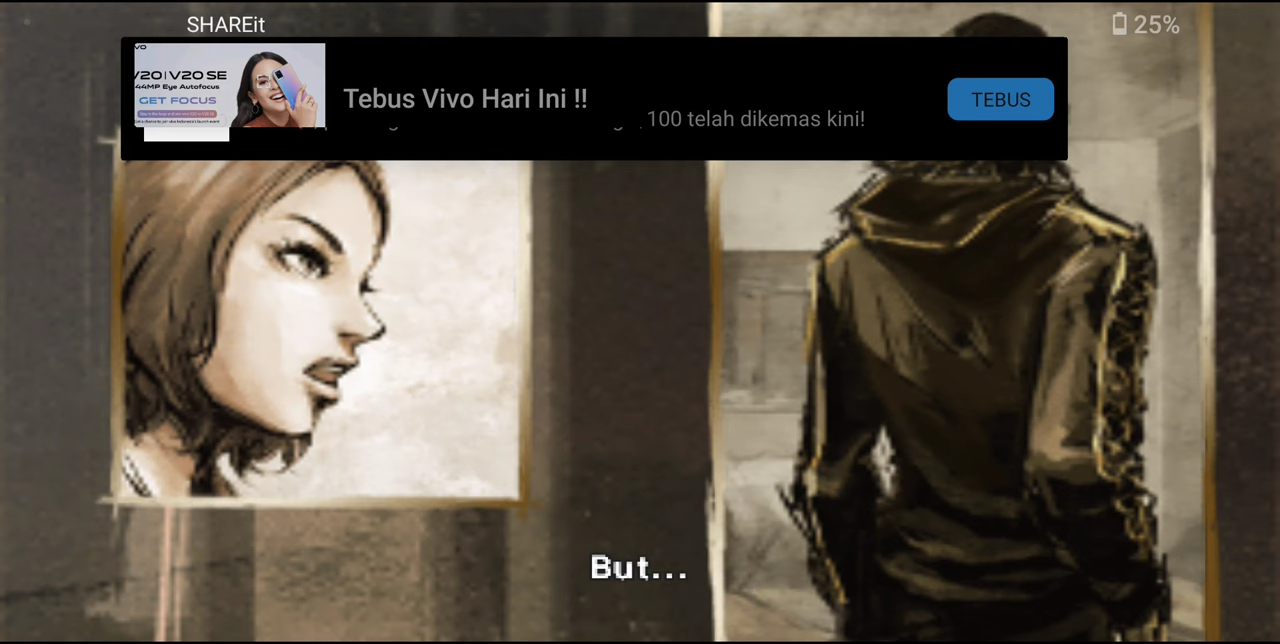 SHAREit
25%
VO
V20 | V20 SE
44MP Eye Autofocus
GET FOCUS
Tebus Vivo Hari Ini !!
TEBUS
100 telah dikemas kini!
But...